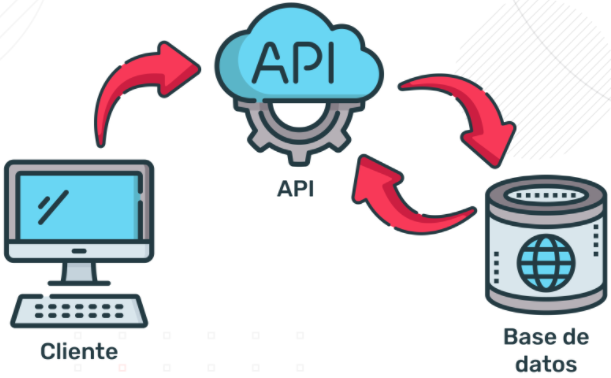 API
API
Cliente
Base de
datos